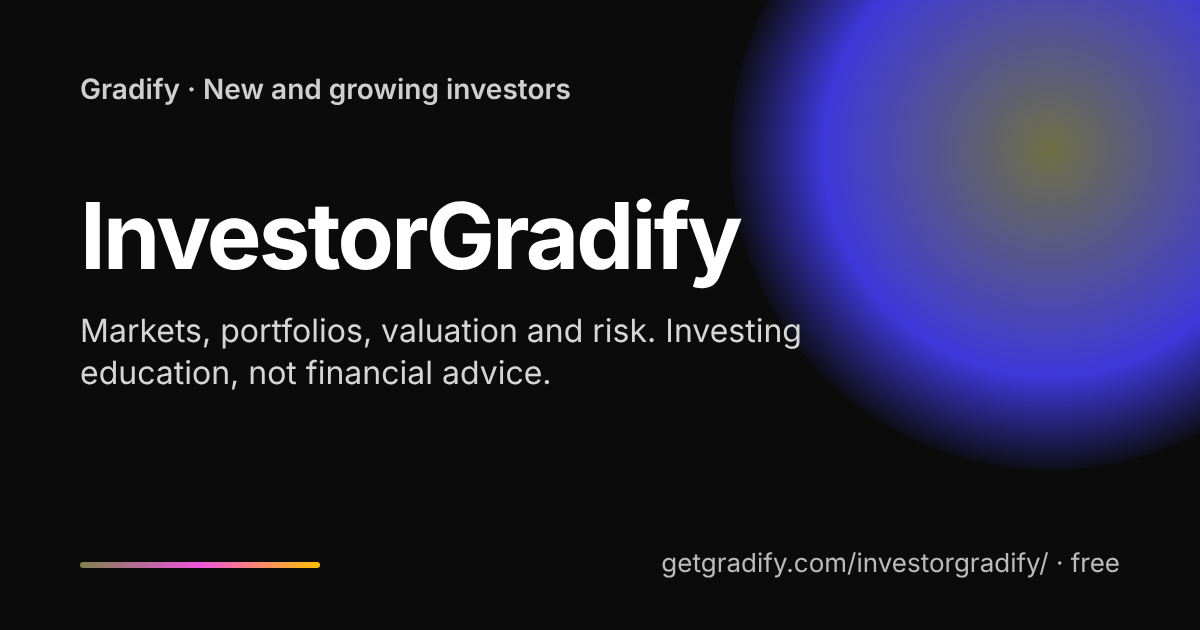 Gradify · New and growing investors
InvestorGradify
Markets, portfolios, valuation and risk. Investing
education, not financial advice.
getgradify.com/investorgradify/ · free